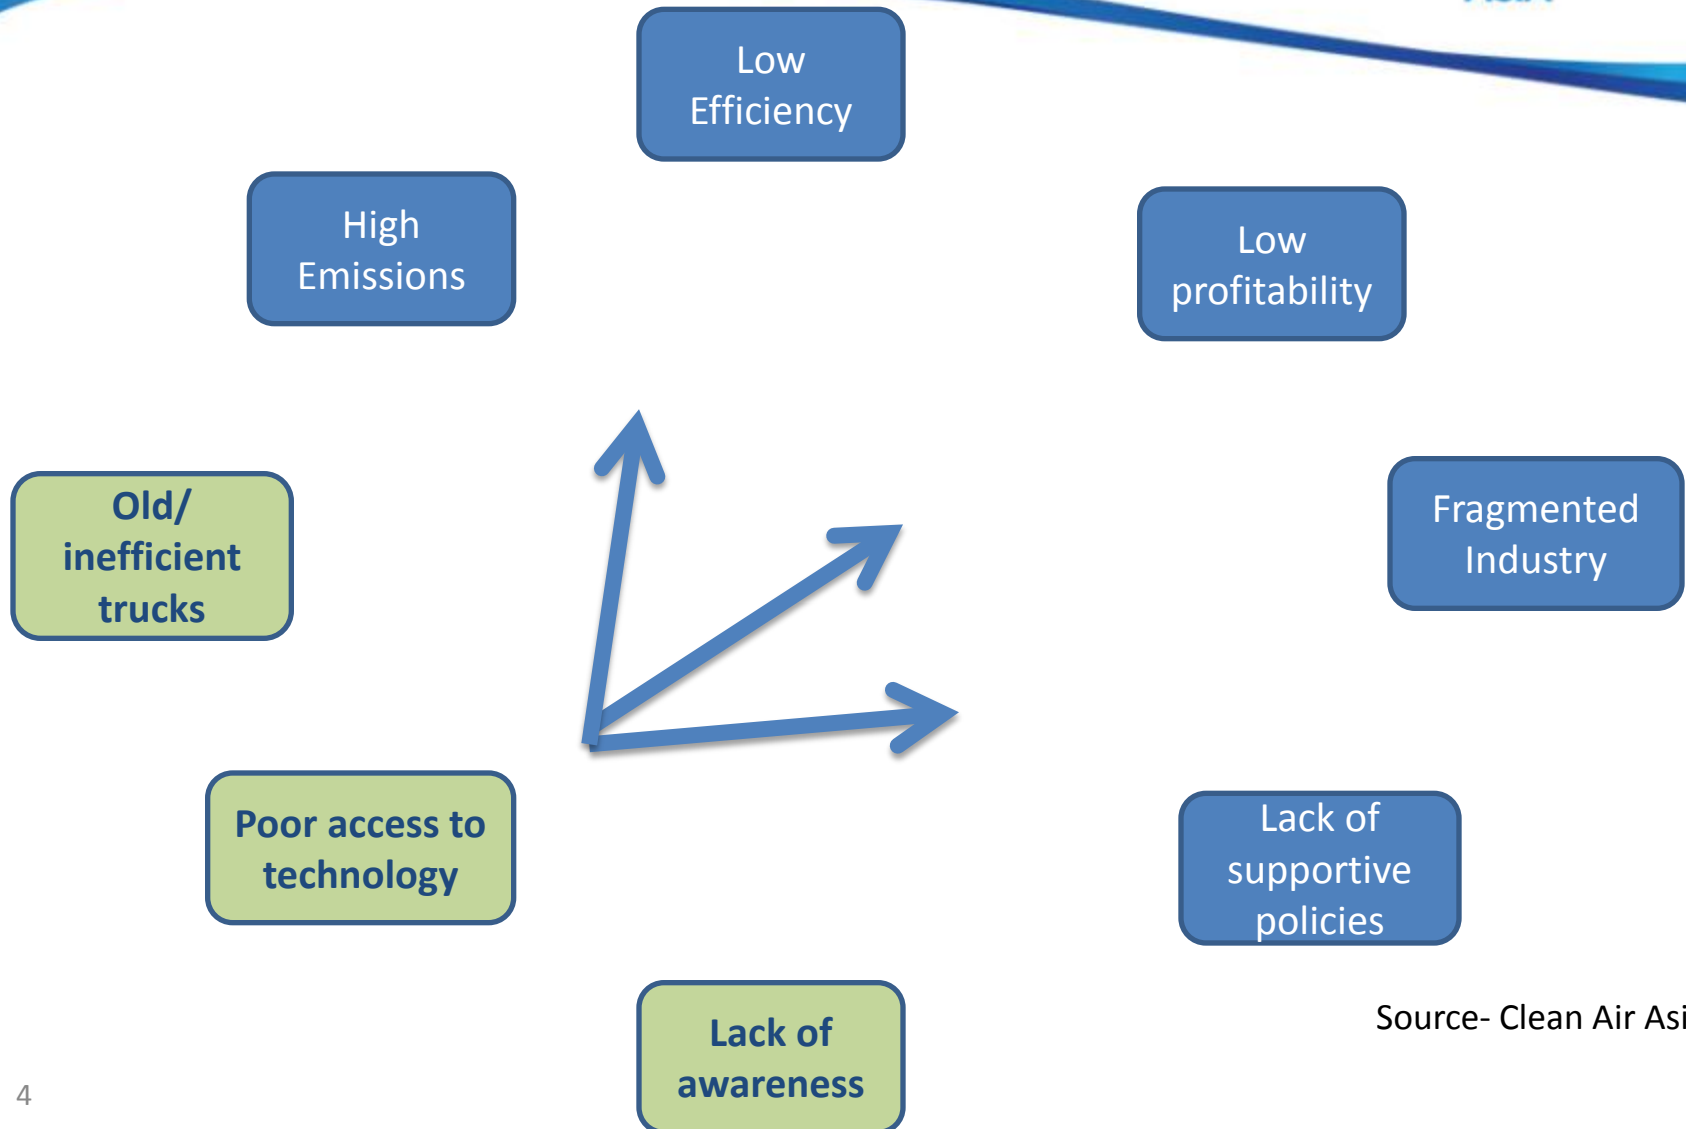 Low
Efficiency
High
Emissions
Low
profitability
Old/
inefficient
trucks
Fragmented
Industry
Poor access to
technology
Lack of
supportive
policies
Lack of
awareness
Source- Clean Air Asi
4